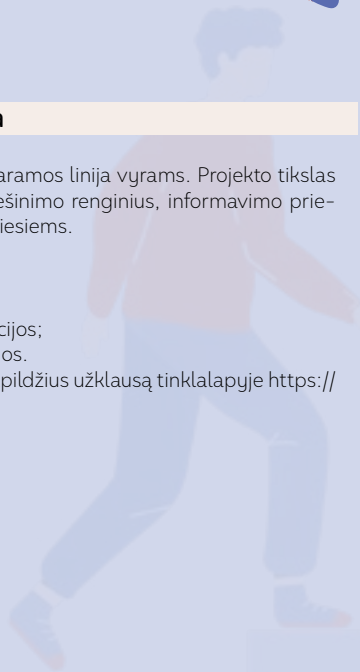 aramos linija vyrams. Projekto tikslas
ešinimo renginius, informavimo prie-
iesiems.
cijos;
os.
pildžius užklausą tinklalapyje https://